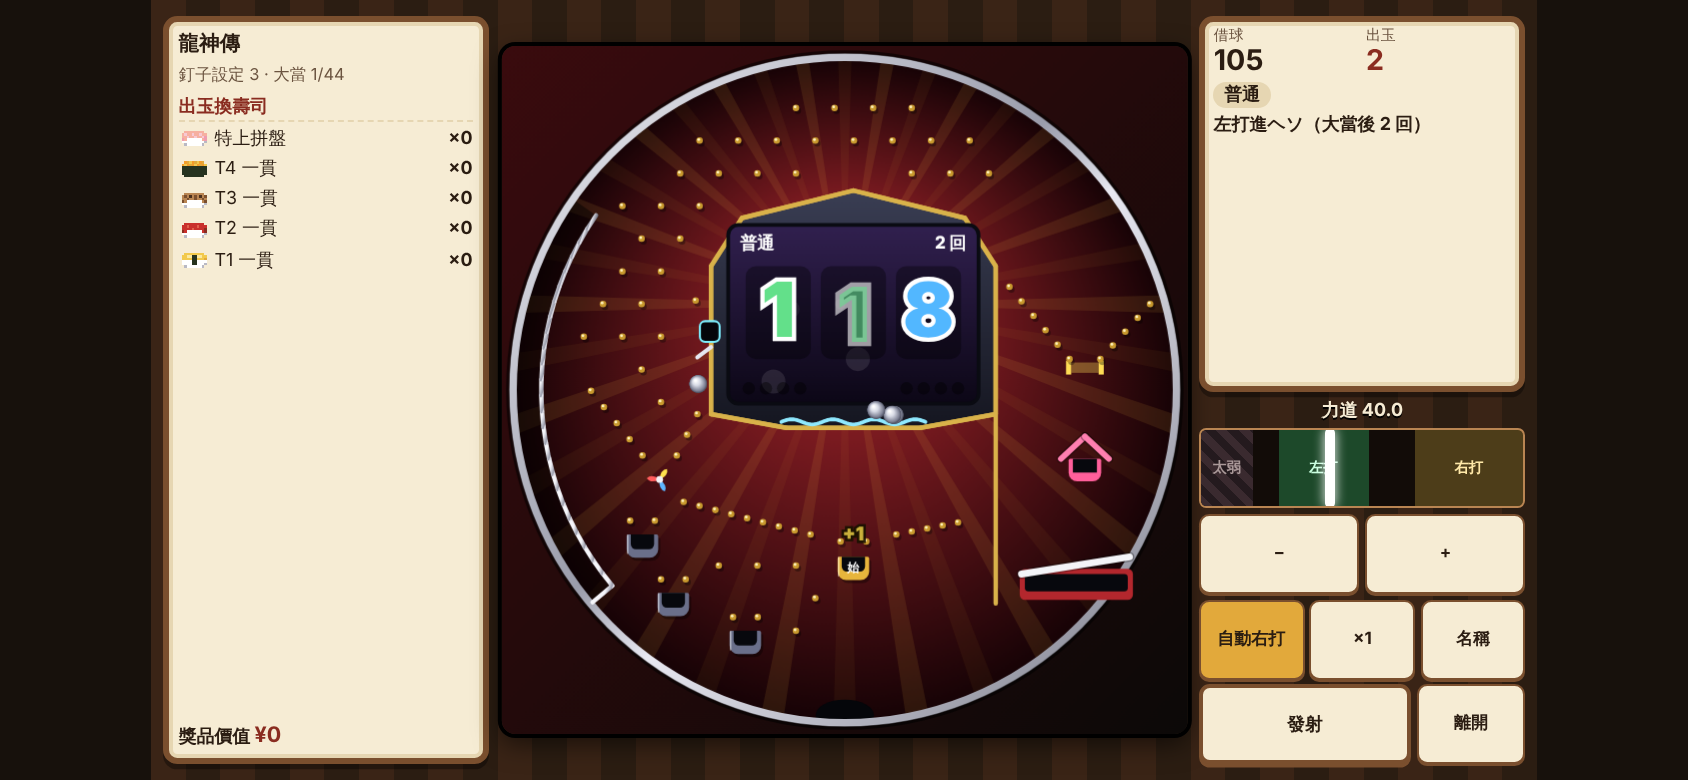 龍神傳
釘子設定 3 · 大當 1/44
出玉換壽司
特上拼盤 ×0
T4 一貫 ×0
T3 一貫 ×0
T2 一貫 ×0
T1 一貫 ×0
獎品價值 ¥0
普通 2 回
1 1 8
+1
始
借球 出玉
105 2
普通
左打進ヘソ（大當後 2 回）
力道 40.0
太弱 左打 右打
− +
自動右打 ×1 名稱
發射 離開